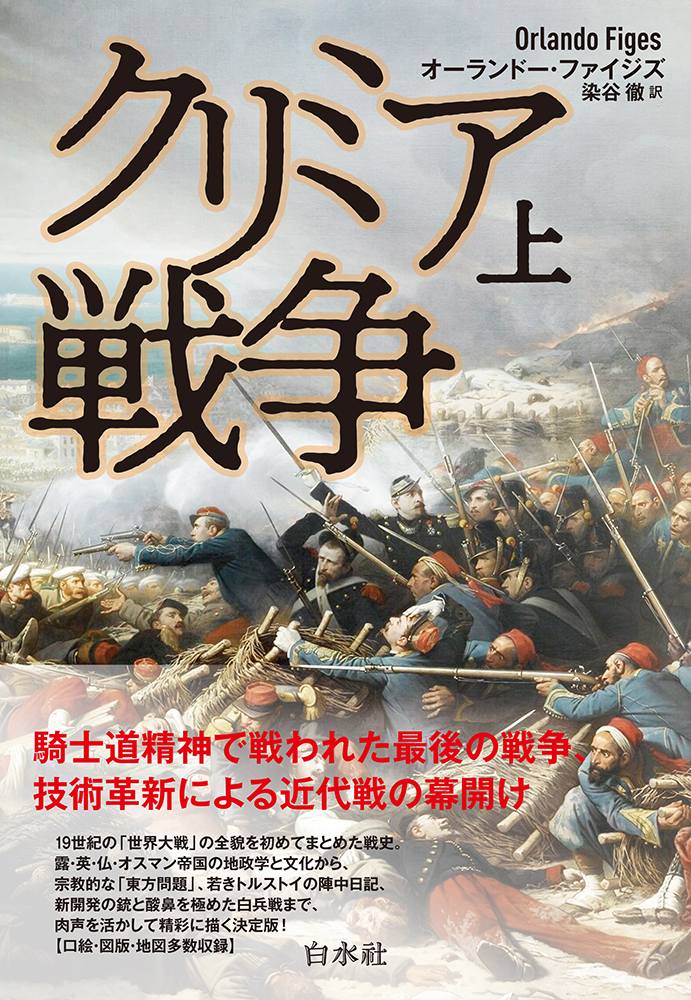 Orlando Figes
オーランドー・ファイジズ
染谷 徹 訳
クリミア
戦争 上
騎士道精神で戦われた最後の戦争、
技術革新による近代戦の幕開け
19世紀の「世界大戦」の全貌を初めてまとめた戦史。
露・英・仏・オスマン帝国の地政学と文化から、
宗教的な「東方問題」、若きトルストイの陣中日記、
新開発の銃と酸鼻を極めた白兵戦まで、
肉声を活かして精彩に描く決定版！
【口絵・図版・地図多数収録】
白水社